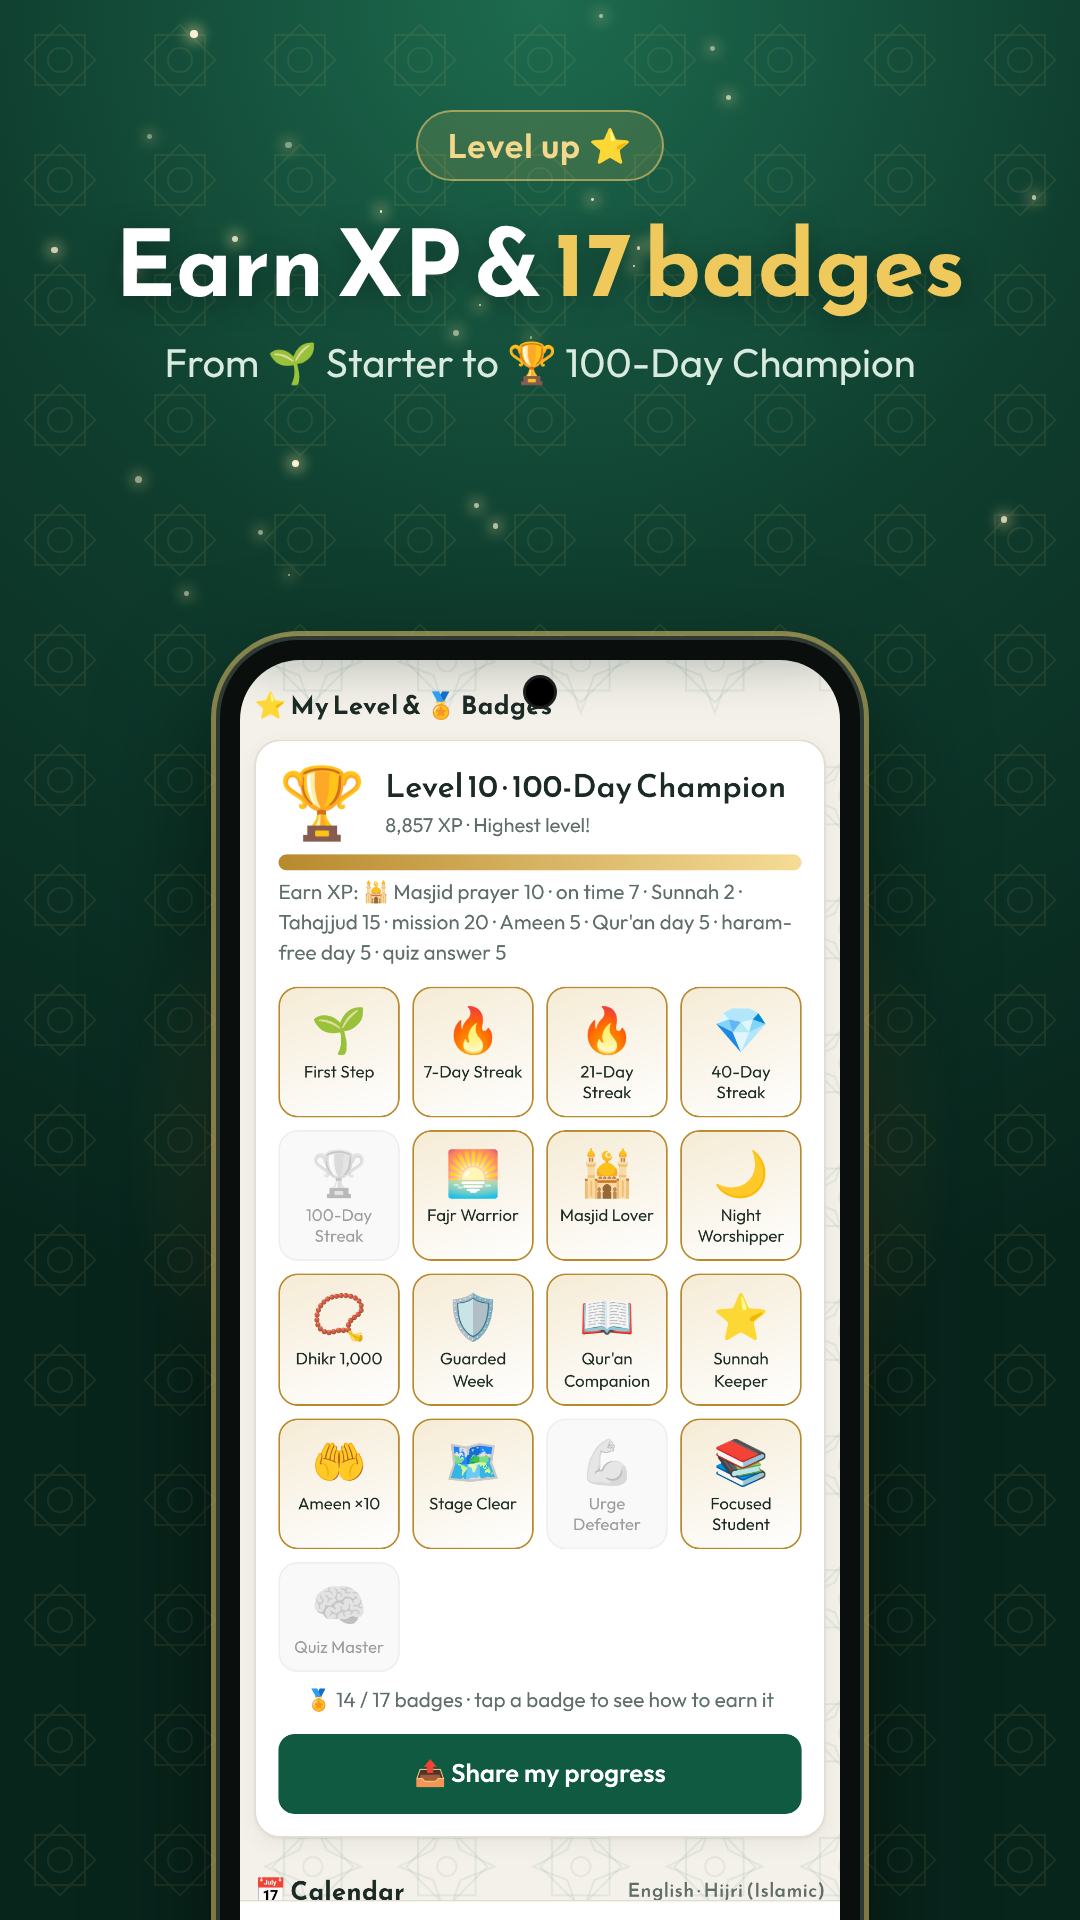 Level up ⭐
Earn XP & 17 badges
From 🌱 Starter to 🏆 100-Day Champion
⭐ My Level & 🏅 Badges
Level 10 · 100-Day Champion
8,857 XP · Highest level!
Earn XP: 🕌 Masjid prayer 10 · on time 7 · Sunnah 2 ·
Tahajjud 15 · mission 20 · Ameen 5 · Qur'an day 5 · haram-
free day 5 · quiz answer 5
First Step
7-Day Streak
21-Day
Streak
40-Day
Streak
100-Day
Streak
Fajr Warrior
Masjid Lover
Night
Worshipper
Dhikr 1,000
Guarded
Week
Qur'an
Companion
Sunnah
Keeper
Ameen ×10
Stage Clear
Urge
Defeater
Focused
Student
Quiz Master
🏅 14 / 17 badges · tap a badge to see how to earn it
📤 Share my progress
📅 Calendar
English · Hijri (Islamic)